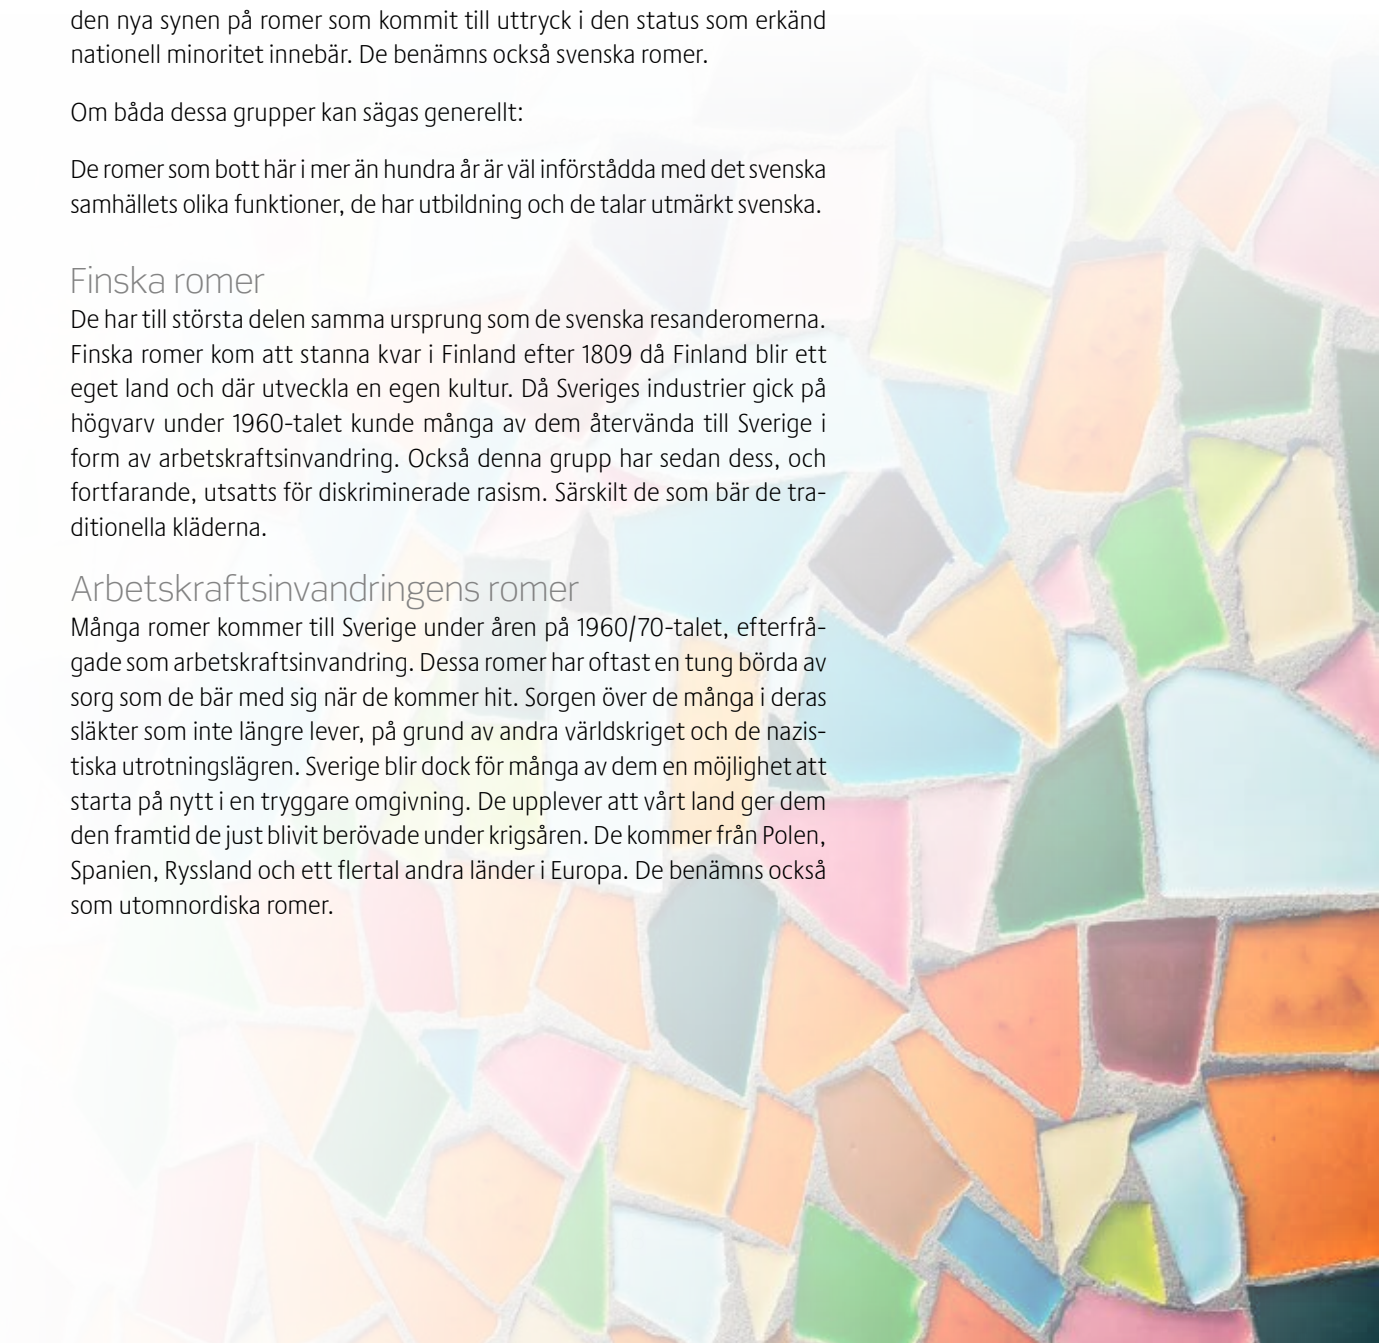 den nya synen på romer som kommit till uttryck i den status som erkänd
nationell minoritet innebär. De benämns också svenska romer.
Om båda dessa grupper kan sägas generellt:
De romer som bott här i mer än hundra år är väl införstådda med det svenska
samhällets olika funktioner, de har utbildning och de talar utmärkt svenska.
Finska romer
De har till största delen samma ursprung som de svenska resanderomerna.
Finska romer kom att stanna kvar i Finland efter 1809 då Finland blir ett
eget land och där utveckla en egen kultur. Då Sveriges industrier gick på
högvarv under 1960-talet kunde många av dem återvända till Sverige i
form av arbetskraftsinvandring. Också denna grupp har sedan dess, och
fortfarande, utsatts för diskriminerade rasism. Särskilt de som bär de tra-
ditionella kläderna.
Arbetskraftsinvandringens romer
Många romer kommer till Sverige under åren på 1960/70-talet, efterfrå-
gade som arbetskraftsinvandring. Dessa romer har oftast en tung börda av
sorg som de bär med sig när de kommer hit. Sorgen över de många i deras
släkter som inte längre lever, på grund av andra världskriget och de nazis-
tiska utrotningslägren. Sverige blir dock för många av dem en möjlighet att
starta på nytt i en tryggare omgivning. De upplever att vårt land ger dem
den framtid de just blivit berövade under krigsåren. De kommer från Polen,
Spanien, Ryssland och ett flertal andra länder i Europa. De benämns också
som utomnordiska romer.